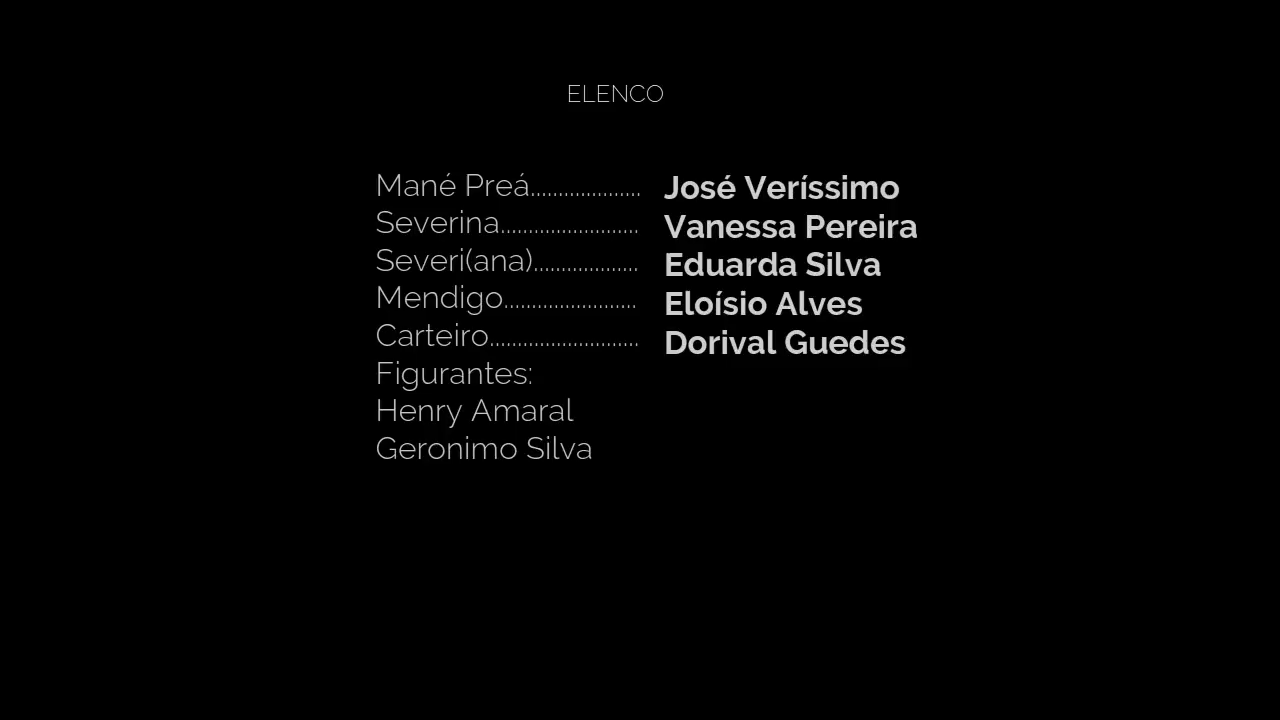 ELENCO
Mané Preá.................... José Veríssimo
Severina......................... Vanessa Pereira
Severi(ana)................... Eduarda Silva
Mendigo........................ Eloísio Alves
Carteiro........................... Dorival Guedes
Figurantes:
Henry Amaral
Geronimo Silva